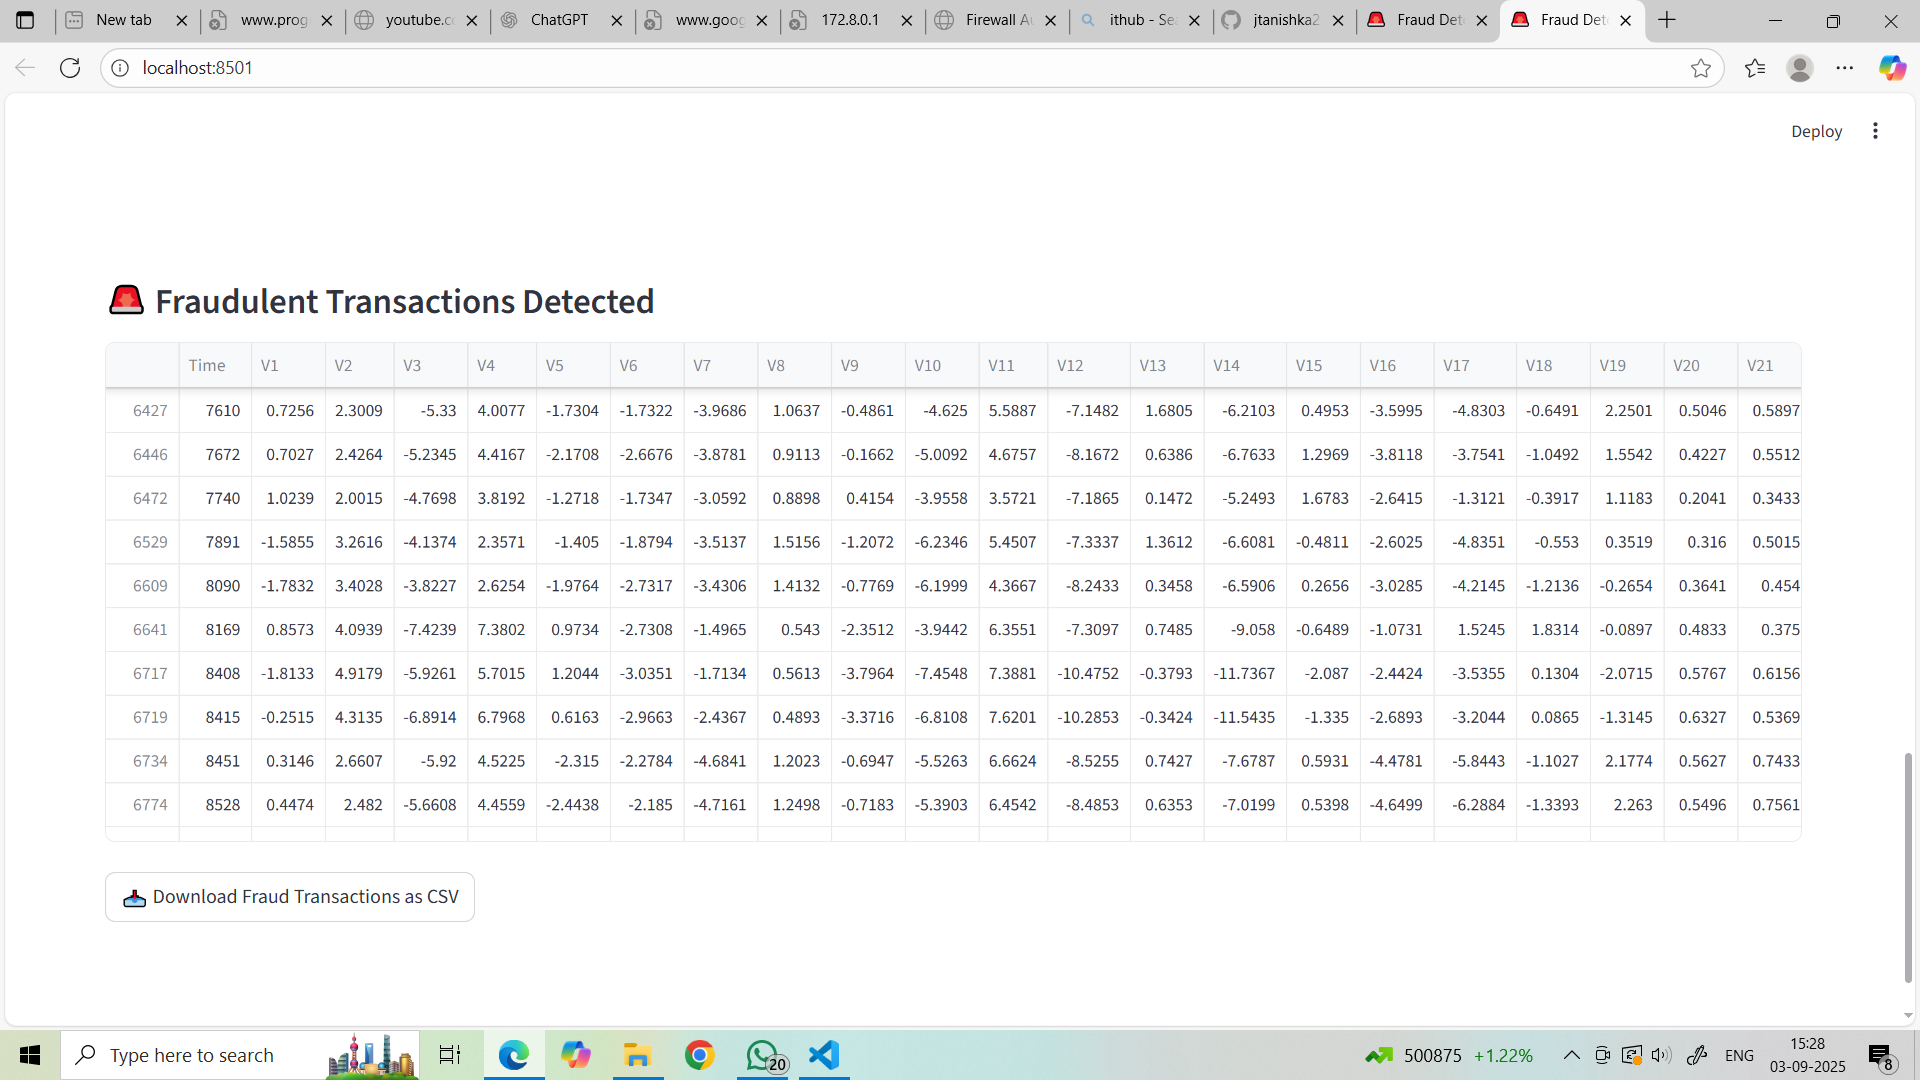 New tab www.prog youtube.c ChatGPT www.goog 172.8.0.1 Firewall Au ithub - Sea jtanishka2 Fraud Det Fraud Det
localhost:8501
Deploy
Fraudulent Transactions Detected
Time V1 V2 V3 V4 V5 V6 V7 V8 V9 V10 V11 V12 V13 V14 V15 V16 V17 V18 V19 V20 V21
6427 7610 0.7256 2.3009 -5.33 4.0077 -1.7304 -1.7322 -3.9686 1.0637 -0.4861 -4.625 5.5887 -7.1482 1.6805 -6.2103 0.4953 -3.5995 -4.8303 -0.6491 2.2501 0.5046 0.5897
6446 7672 0.7027 2.4264 -5.2345 4.4167 -2.1708 -2.6676 -3.8781 0.9113 -0.1662 -5.0092 4.6757 -8.1672 0.6386 -6.7633 1.2969 -3.8118 -3.7541 -1.0492 1.5542 0.4227 0.5512
6472 7740 1.0239 2.0015 -4.7698 3.8192 -1.2718 -1.7347 -3.0592 0.8898 0.4154 -3.9558 3.5721 -7.1865 0.1472 -5.2493 1.6783 -2.6415 -1.3121 -0.3917 1.1183 0.2041 0.3433
6529 7891 -1.5855 3.2616 -4.1374 2.3571 -1.405 -1.8794 -3.5137 1.5156 -1.2072 -6.2346 5.4507 -7.3337 1.3612 -6.6081 -0.4811 -2.6025 -4.8351 -0.553 0.3519 0.316 0.5015
6609 8090 -1.7832 3.4028 -3.8227 2.6254 -1.9764 -2.7317 -3.4306 1.4132 -0.7769 -6.1999 4.3667 -8.2433 0.3458 -6.5906 0.2656 -3.0285 -4.2145 -1.2136 -0.2654 0.3641 0.454
6641 8169 0.8573 4.0939 -7.4239 7.3802 0.9734 -2.7308 -1.4965 0.543 -2.3512 -3.9442 6.3551 -7.3097 0.7485 -9.058 -0.6489 -1.0731 1.5245 1.8314 -0.0897 0.4833 0.375
6717 8408 -1.8133 4.9179 -5.9261 5.7015 1.2044 -3.0351 -1.7134 0.5613 -3.7964 -7.4548 7.3881 -10.4752 -0.3793 -11.7367 -2.087 -2.4424 -3.5355 0.1304 -2.0715 0.5767 0.6156
6719 8415 -0.2515 4.3135 -6.8914 6.7968 0.6163 -2.9663 -2.4367 0.4893 -3.3716 -6.8108 7.6201 -10.2853 -0.3424 -11.5435 -1.335 -2.6893 -3.2044 0.0865 -1.3145 0.6327 0.5369
6734 8451 0.3146 2.6607 -5.92 4.5225 -2.315 -2.2784 -4.6841 1.2023 -0.6947 -5.5263 6.6624 -8.5255 0.7427 -7.6787 0.5931 -4.4781 -5.8443 -1.1027 2.1774 0.5627 0.7433
6774 8528 0.4474 2.482 -5.6608 4.4559 -2.4438 -2.185 -4.7161 1.2498 -0.7183 -5.3903 6.4542 -8.4853 0.6353 -7.0199 0.5398 -4.6499 -6.2884 -1.3393 2.263 0.5496 0.7561
Download Fraud Transactions as CSV
Type here to search 20 500875 +1.22% ENG 15:28
03-09-2025 8